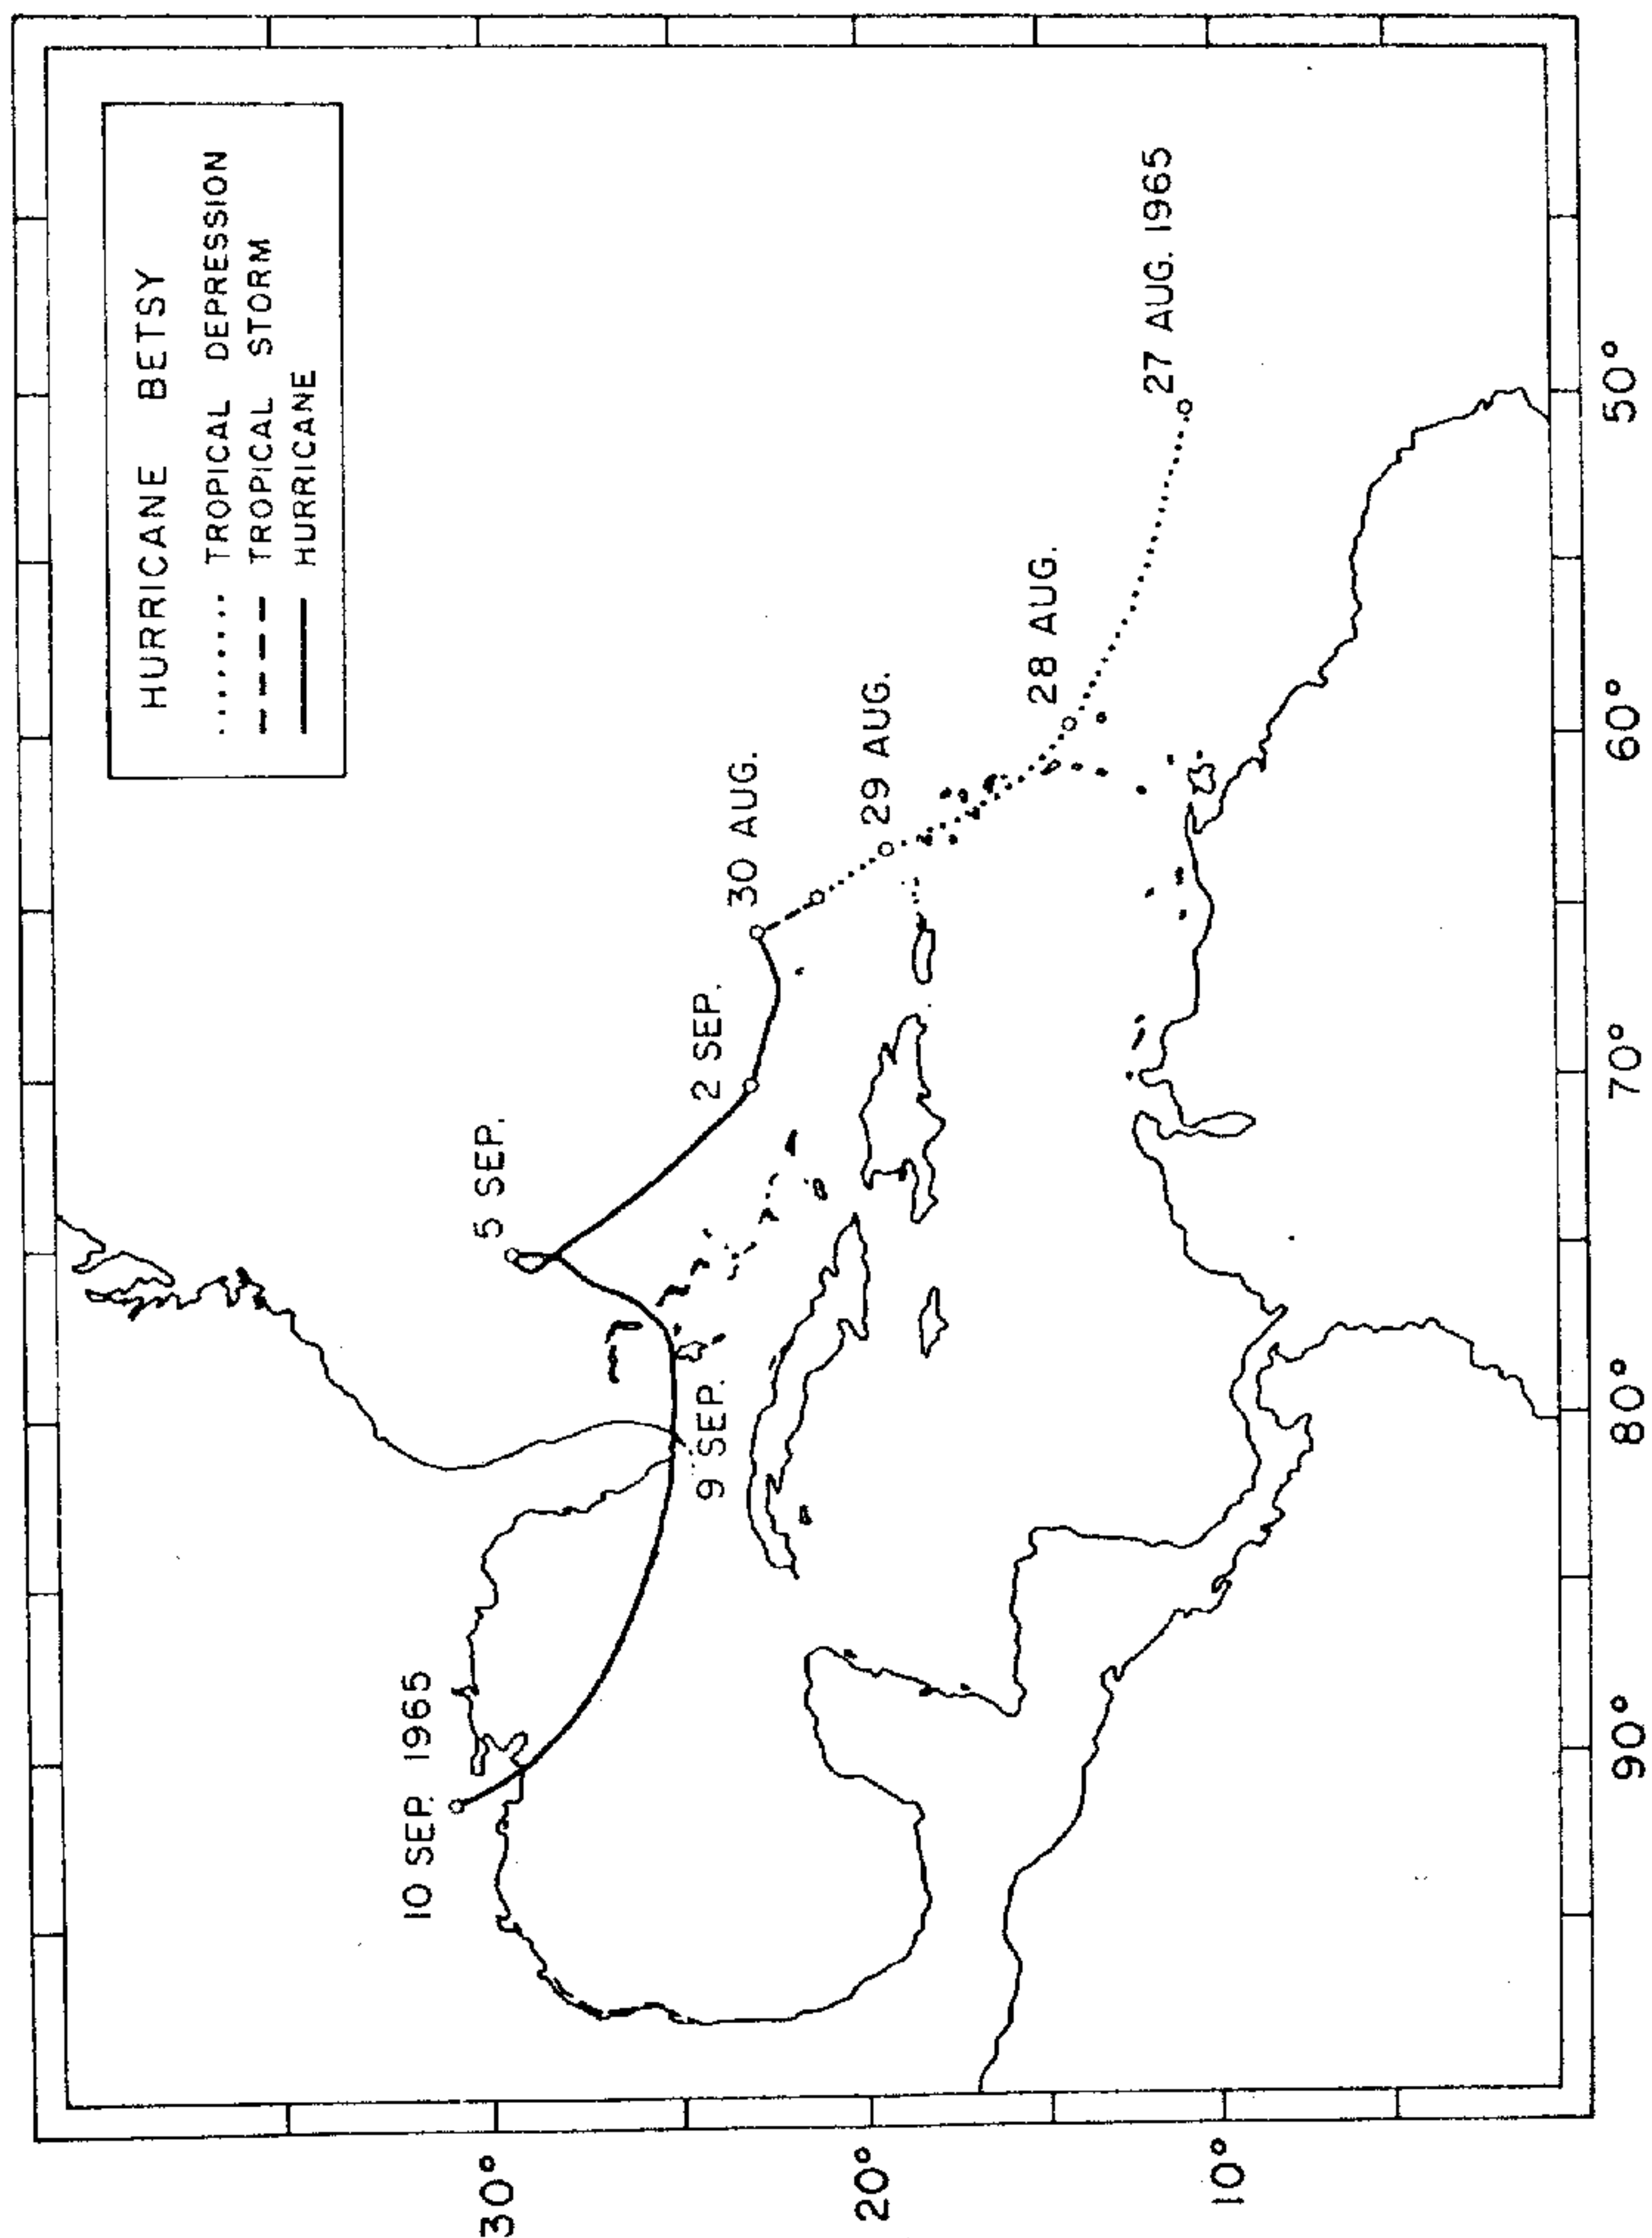 HURRICANE BETSY
....... TROPICAL DEPRESSION
---- TROPICAL STORM
—— HURRICANE
10 SEP. 1965
5 SEP.
2 SEP.
30 AUG.
9 SEP.
29 AUG.
28 AUG.
27 AUG. 1965
30°
20°
10°
90°
80°
70°
60°
50°